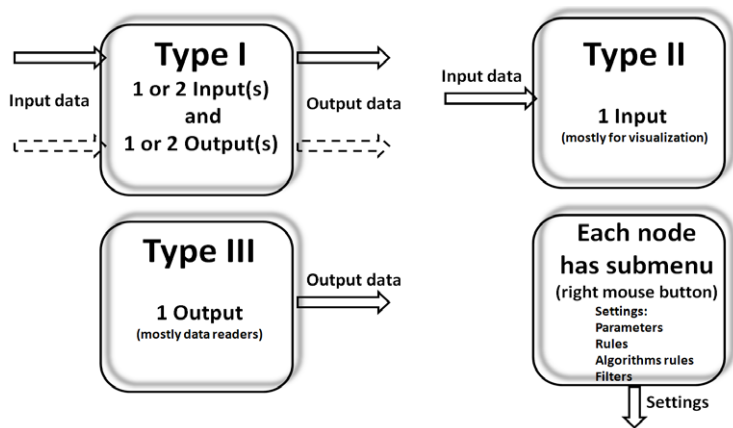 Type I
1 or 2 Input(s)
and
1 or 2 Output(s)
Input data
Output data
Type II
1 Input
(mostly for visualization)
Input data
Type III
1 Output
(mostly data readers)
Output data
Each node
has submenu
(right mouse button)
Settings:
Parameters
Rules
Algorithms rules
Filters
Settings